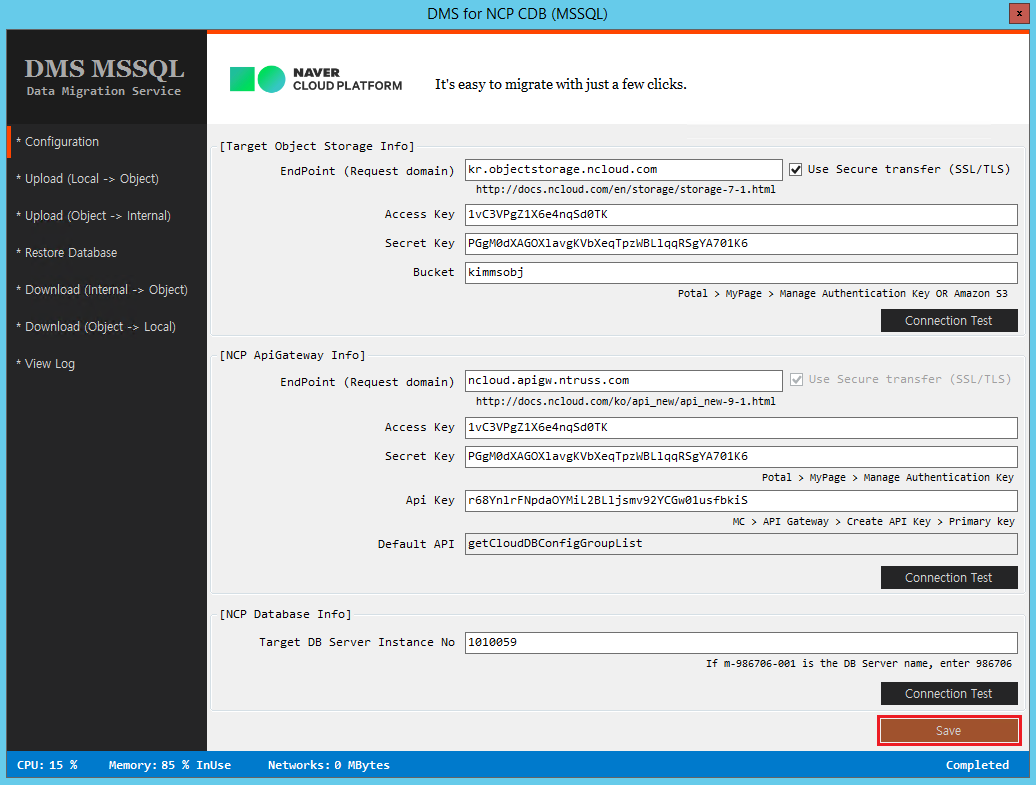 DMS for NCP CDB (MSSQL)
x
DMS MSSQL
Data Migration Service
NAVER
CLOUD PLATFORM
It's easy to migrate with just a few clicks.
* Configuration
* Upload (Local -> Object)
* Upload (Object -> Internal)
* Restore Database
* Download (Internal -> Object)
* Download (Object -> Local)
* View Log
[Target Object Storage Info]
EndPoint (Request domain) kr.objectstorage.ncloud.com Use Secure transfer (SSL/TLS)
http://docs.ncloud.com/en/storage/storage-7-1.html
Access Key 1vC3VPgZ1X6e4nqSd0TK
Secret Key PGgM0dXAGOXlavgKVbXeqTpzWBLlqqRSgYA701K6
Bucket kimmsobj
Potal > MyPage > Manage Authentication Key OR Amazon S3
Connection Test
[NCP ApiGateway Info]
EndPoint (Request domain) ncloud.apigw.ntruss.com Use Secure transfer (SSL/TLS)
http://docs.ncloud.com/ko/api_new/api_new-9-1.html
Access Key 1vC3VPgZ1X6e4nqSd0TK
Secret Key PGgM0dXAGOXlavgKVbXeqTpzWBLlqqRSgYA701K6
Potal > MyPage > Manage Authentication Key
Api Key r68YnlrFNpdaOYMiL2BLljsmv92YCGw01usfbkiS
MC > API Gateway > Create API Key > Primary key
Default API getCloudDBConfigGroupList
Connection Test
[NCP Database Info]
Target DB Server Instance No 1010059
If m-986706-001 is the DB Server name, enter 986706
Connection Test
Save
CPU: 15 % Memory: 85 % InUse Networks: 0 MBytes Completed